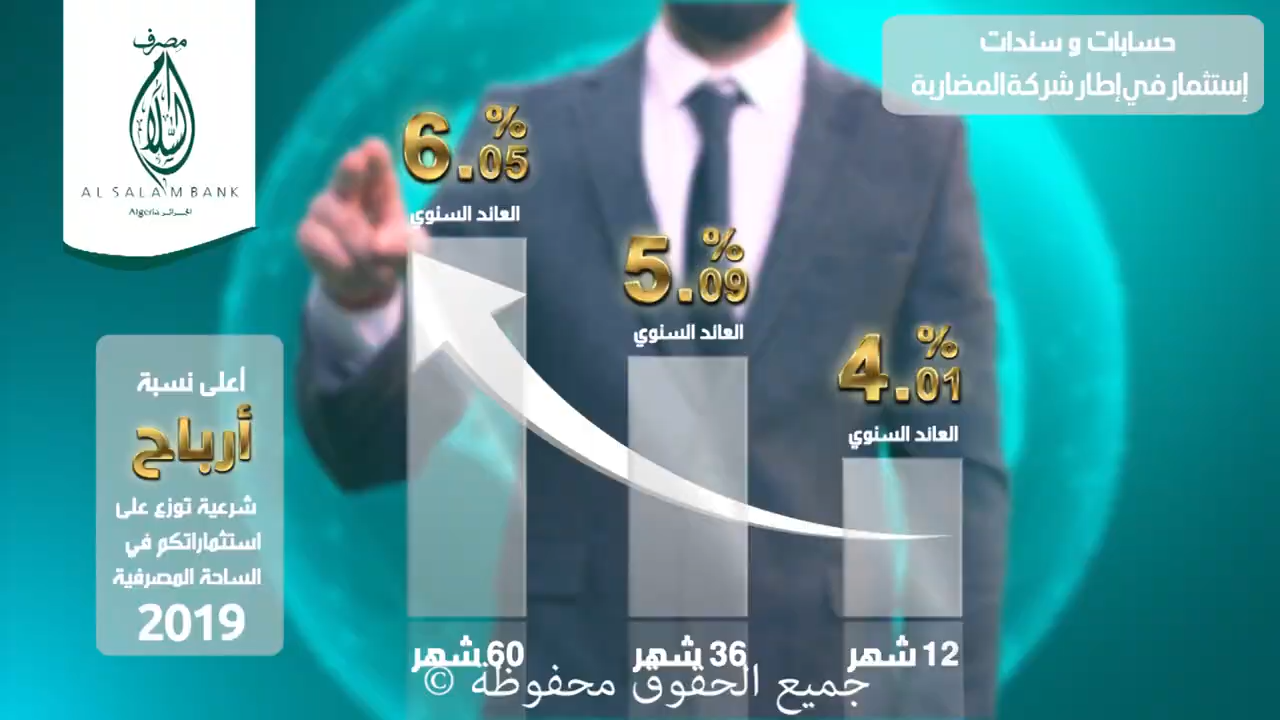 مصرف
السلام
AL SALAM BANK
Algeria الجزائر
حسابات و سندات
إستثمار في إطار شركة المضاربة
6.05%
العائد السنوي
5.09%
العائد السنوي
4.01%
العائد السنوي
أعلى نسبة
أرباح
شرعية توزع على
استثماراتكم في
الساحة المصرفية
2019
12 شهر
36 شهر
60 شهر
جميع الحقوق محفوظة ©